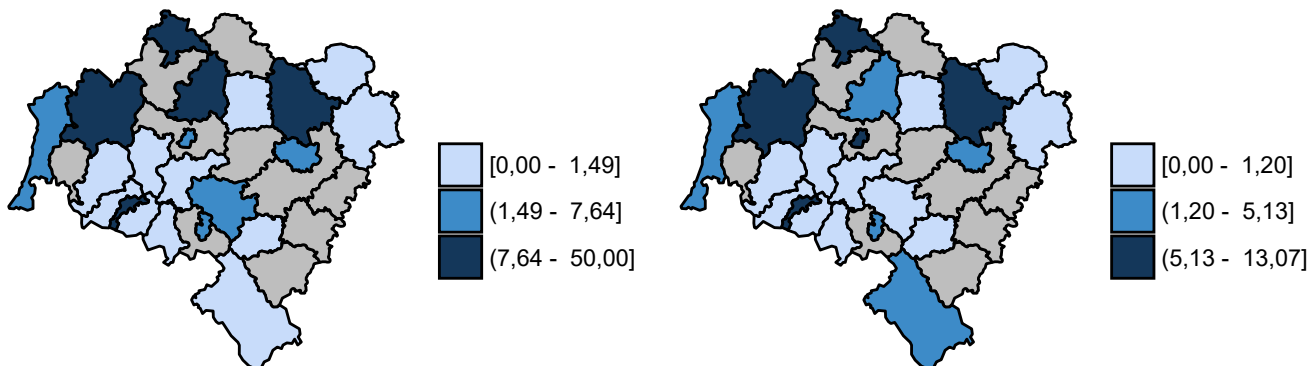 [0,00 - 1,49]
(1,49 - 7,64]
(7,64 - 50,00]
[0,00 - 1,20]
(1,20 - 5,13]
(5,13 - 13,07]